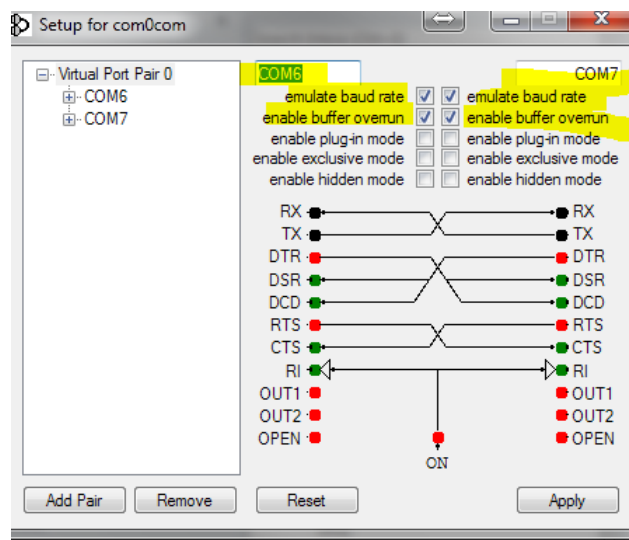 Setup for com0com
Virtual Port Pair 0
COM6
COM7
COM6 COM7
emulate baud rate emulate baud rate
enable buffer overrun enable buffer overrun
enable plug-in mode enable plug-in mode
enable exclusive mode enable exclusive mode
enable hidden mode enable hidden mode
RX RX
TX TX
DTR DTR
DSR DSR
DCD DCD
RTS RTS
CTS CTS
RI RI
OUT1 OUT1
OUT2 OUT2
OPEN OPEN
ON
Add Pair Remove Reset Apply